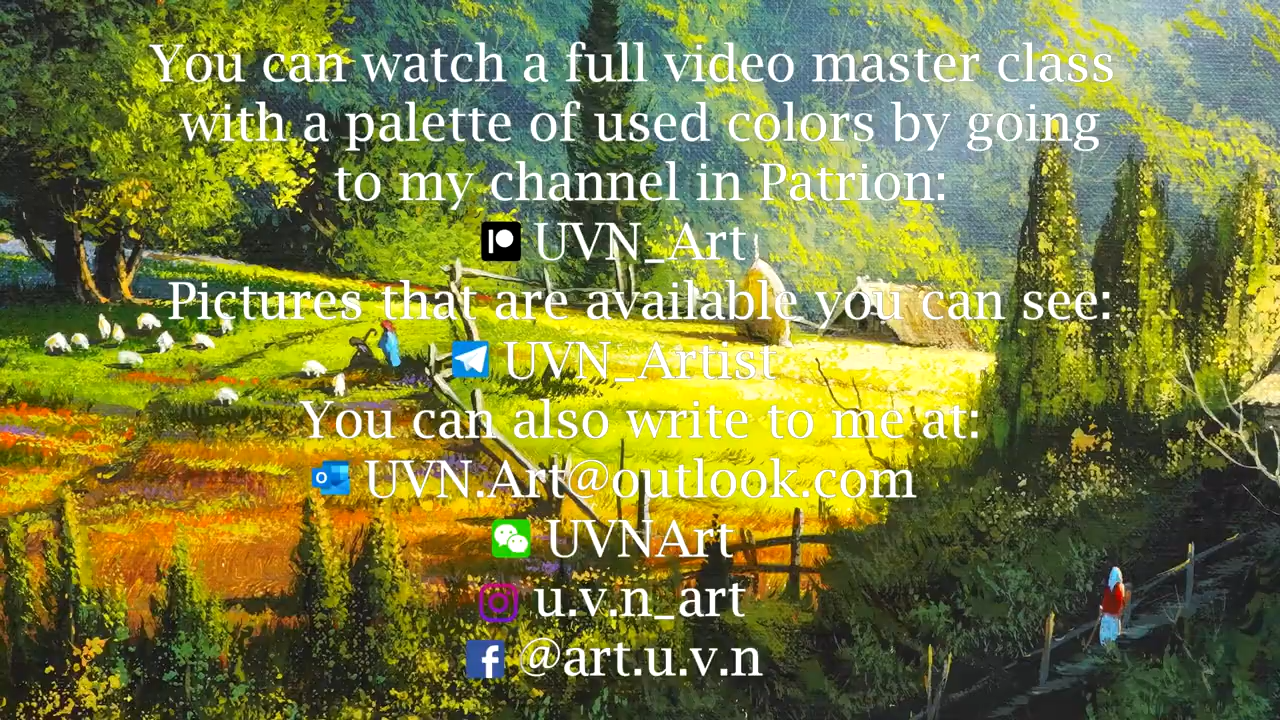 You can watch a full video master class
with a palette of used colors by going
to my channel in Patrion:
UVN_Art
Pictures that are available you can see:
UVN_Artist
You can also write to me at:
UVN.Art@outlook.com
UVNArt
u.v.n_art
@art.u.v.n